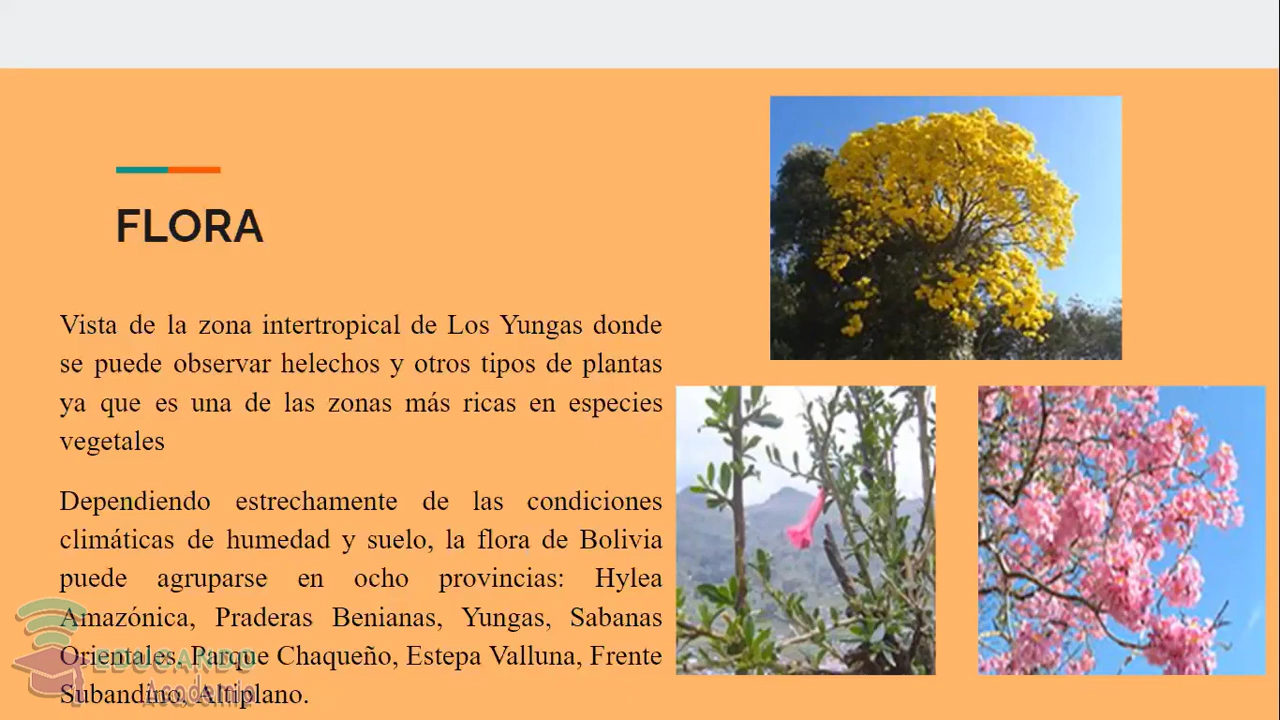 FLORA
Vista de la zona intertropical de Los Yungas donde
se puede observar helechos y otros tipos de plantas
ya que es una de las zonas más ricas en especies
vegetales
Dependiendo estrechamente de las condiciones
climáticas de humedad y suelo, la flora de Bolivia
puede agruparse en ocho provincias: Hylea
Amazónica, Praderas Benianas, Yungas, Sabanas
Orientales, Parque Chaqueño, Estepa Valluna, Frente
Subandino, Altiplano.
EDUCANDO
Academia